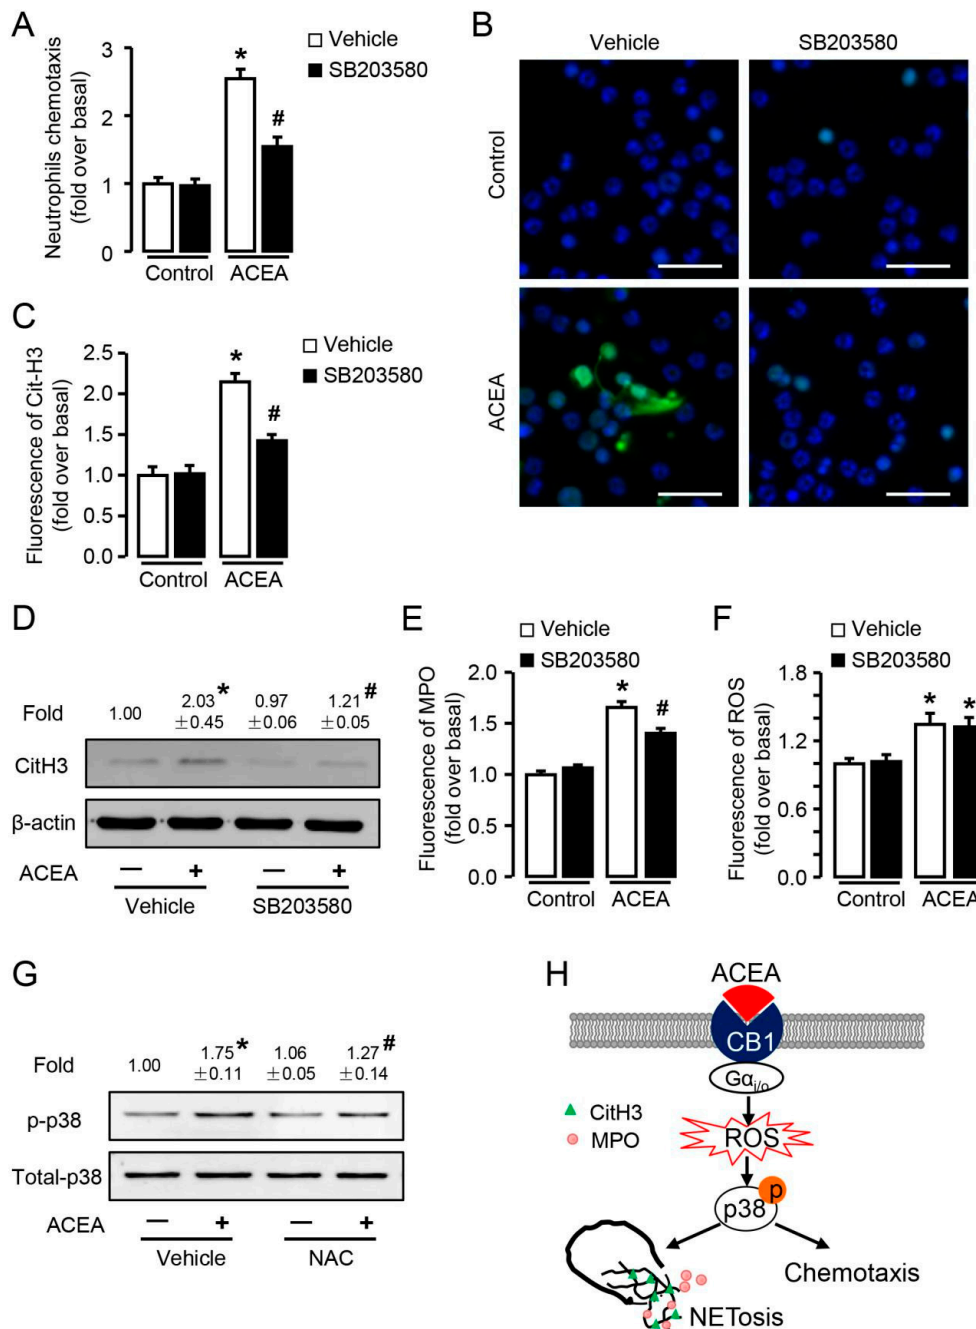 A
Neutrophils chemotaxis
(fold over basal)
3
2
1
0
Control
ACEA
Vehicle
SB203580
*
#
B
Vehicle
SB203580
Control
ACEA
C
Fluorescence of Cit-H3
(fold over basal)
2.5
2.0
1.5
1.0
0.5
0.0
Control
ACEA
Vehicle
SB203580
*
#
D
Fold
1.00
2.03 *
±0.45
0.97
±0.06
1.21 #
±0.05
CitH3
β-actin
ACEA
— + — +
Vehicle
SB203580
E
Vehicle
SB203580
Fluorescence of MPO
(fold over basal)
2.0
1.5
1.0
0.5
0.0
*
#
Control
ACEA
F
Vehicle
SB203580
Fluorescence of ROS
(fold over basal)
1.8
1.2
0.6
0.0
*
*
Control
ACEA
G
Fold
1.00
1.75 *
±0.11
1.06
±0.05
1.27 #
±0.14
p-p38
Total-p38
ACEA
— + — +
Vehicle
NAC
H
ACEA
CB1
Gαi/o
CitH3
MPO
ROS
p
p38
Chemotaxis
NETosis